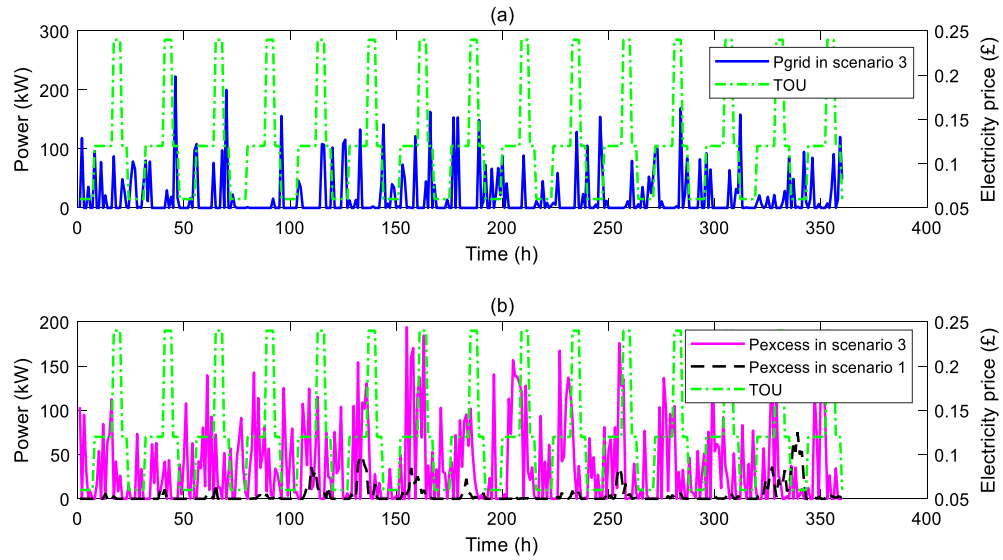 (a)
300
200
100
0
Power (kW)
0.25
0.2
0.15
0.1
0.05
Electricity price (£)
Pgrid in scenario 3
TOU
0 50 100 150 200 250 300 350 400
Time (h)
(b)
200
150
100
50
0
Power (kW)
0.25
0.2
0.15
0.1
0.05
Electricity price (£)
Pexcess in scenario 3
Pexcess in scenario 1
TOU
0 50 100 150 200 250 300 350 400
Time (h)